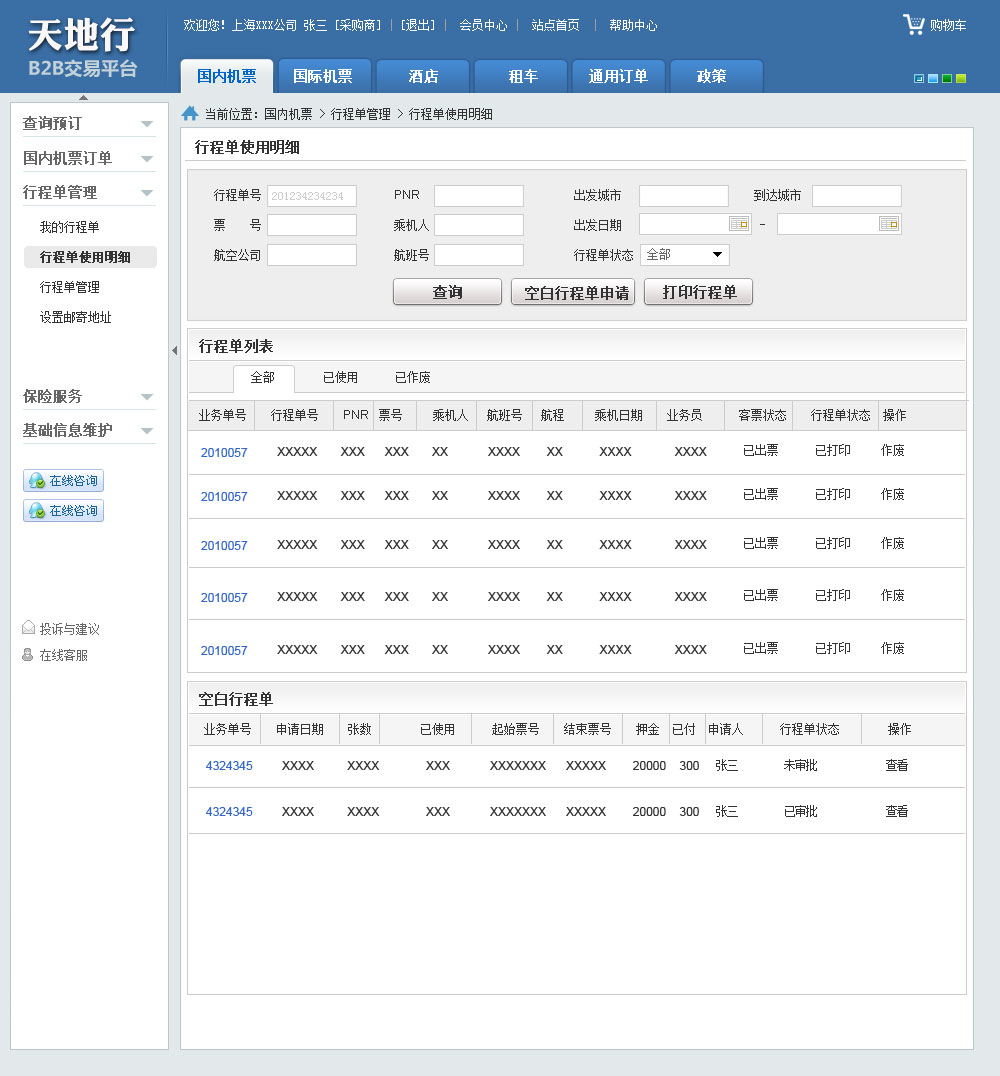 天地行
B2B交易平台
欢迎您! 上海XXX公司 张三 [采购商] | [退出] | 会员中心 | 站点首页 | 帮助中心
购物车
国内机票 国际机票 酒店 租车 通用订单 政策
当前位置: 国内机票 > 行程单管理 > 行程单使用明细
查询预订
国内机票订单
行程单管理
我的行程单
行程单使用明细
行程单管理
设置邮寄地址
保险服务
基础信息维护
在线咨询
在线咨询
投诉与建议
在线客服
行程单使用明细
行程单号 201234234234 PNR 出发城市 到达城市
票 号 乘机人 出发日期 -
航空公司 航班号 行程单状态 全部
查询 空白行程单申请 打印行程单
行程单列表
全部 已使用 已作废
业务单号 行程单号 PNR 票号 乘机人 航班号 航程 乘机日期 业务员 客票状态 行程单状态 操作
2010057 XXXXX XXX XXX XX XXXX XX XXXX XXXX 已出票 已打印 作废
2010057 XXXXX XXX XXX XX XXXX XX XXXX XXXX 已出票 已打印 作废
2010057 XXXXX XXX XXX XX XXXX XX XXXX XXXX 已出票 已打印 作废
2010057 XXXXX XXX XXX XX XXXX XX XXXX XXXX 已出票 已打印 作废
2010057 XXXXX XXX XXX XX XXXX XX XXXX XXXX 已出票 已打印 作废
空白行程单
业务单号 申请日期 张数 已使用 起始票号 结束票号 押金 已付 申请人 行程单状态 操作
4324345 XXXX XXXX XXX XXXXXXX XXXXX 20000 300 张三 未审批 查看
4324345 XXXX XXXX XXX XXXXXXX XXXXX 20000 300 张三 已审批 查看